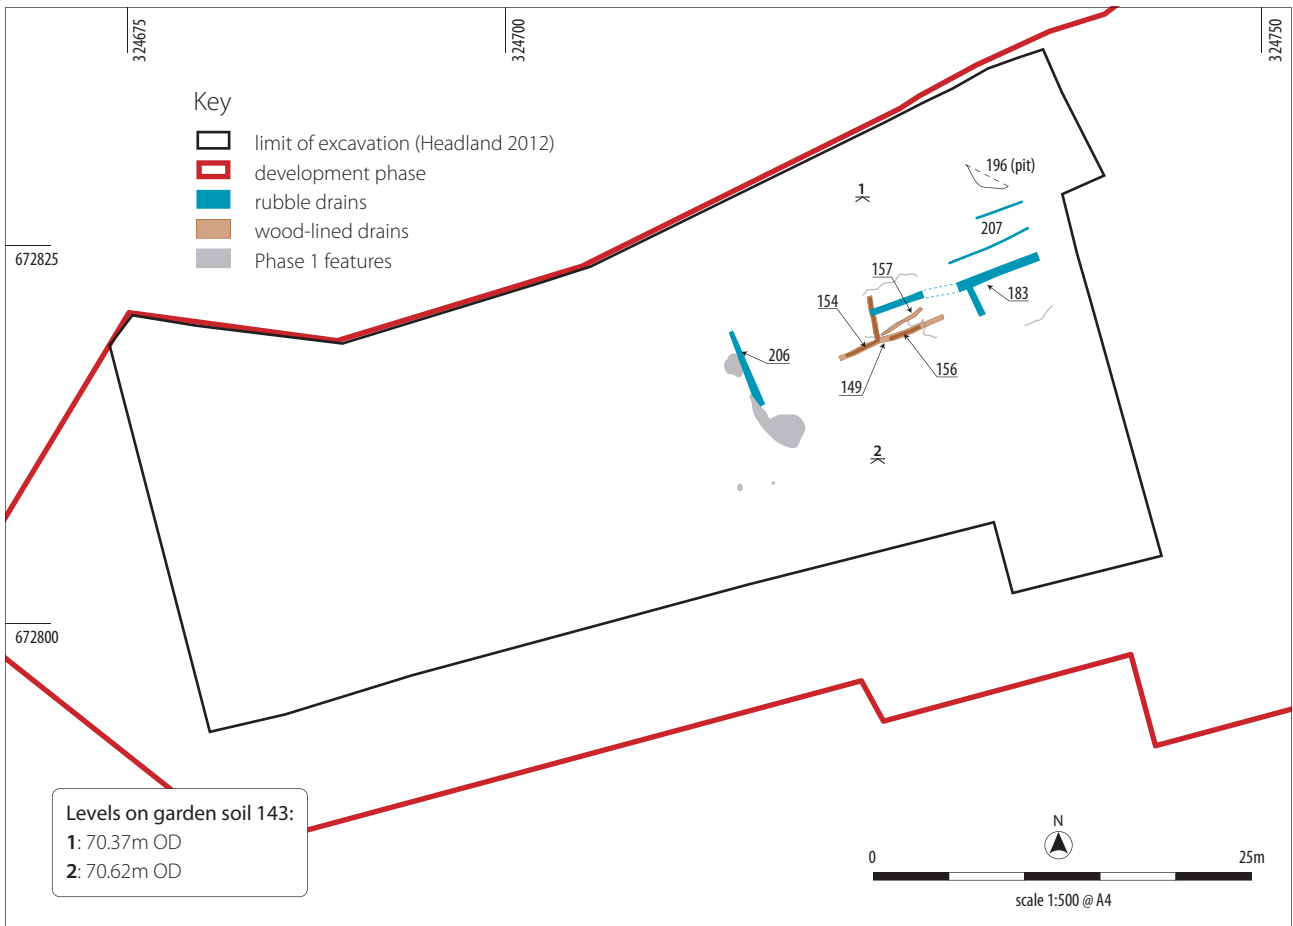 324675
324700
324750
Key
limit of excavation (Headland 2012)
development phase
rubble drains
wood-lined drains
Phase 1 features
672825
196 (pit)
1
207
157
183
154
206
149
156
2
672800
Levels on garden soil 143:
1: 70.37m OD
2: 70.62m OD
N
0
25m
scale 1:500 @ A4